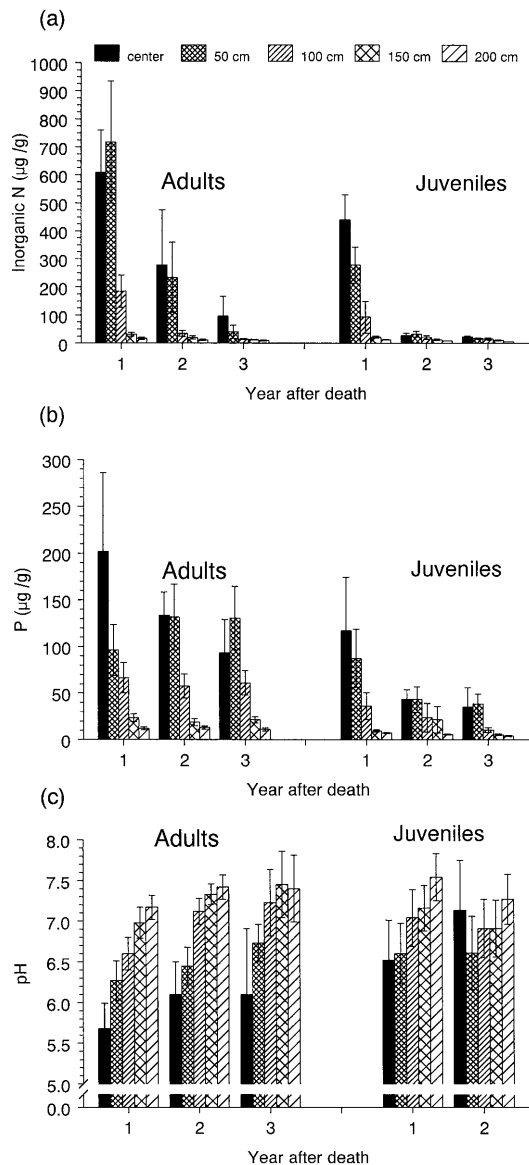 (a)
center 50 cm 100 cm 150 cm 200 cm
Inorganic N (µg /g)
1000
900
800
700
600
500
400
300
200
100
0
Adults Juveniles
1 2 3 1 2 3
Year after death
(b)
P (µg /g)
300
250
200
150
100
50
0
Adults Juveniles
1 2 3 1 2 3
Year after death
(c)
pH
8.0
7.5
7.0
6.5
6.0
5.5
5.0
0.0
Adults Juveniles
1 2 3 1 2
Year after death